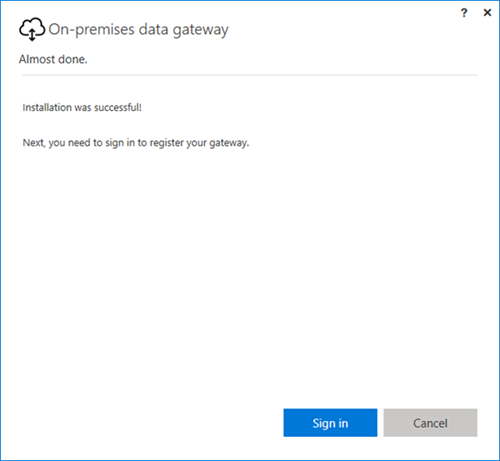 ?
×
On-premises data gateway
Almost done.
Installation was successful!
Next, you need to sign in to register your gateway.
Sign in
Cancel